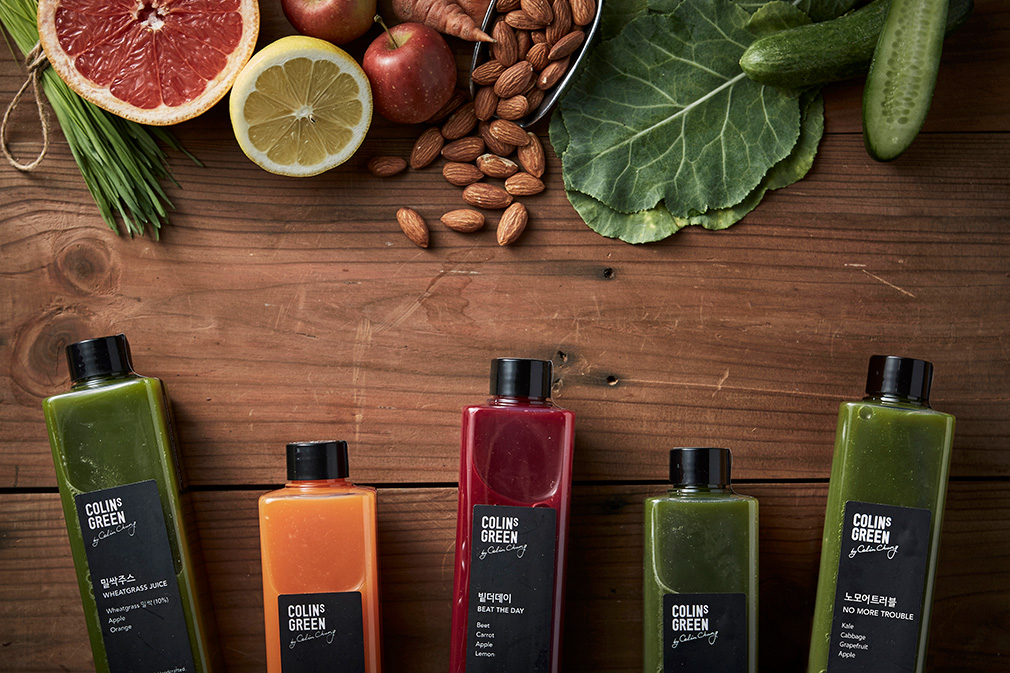 COLINS
GREEN
by Colin Chung
밀싹주스
WHEATGRASS JUICE
Wheatgrass 밀싹(10%)
Apple
Orange
COLINS
GREEN
by Colin Chung
COLINS
GREEN
by Colin Chung
빝더데이
BEAT THE DAY
Beet
Carrot
Apple
Lemon
COLINS
GREEN
by Colin Chung
COLINS
GREEN
by Colin Chung
노모어트러블
NO MORE TROUBLE
Kale
Cabbage
Grapefruit
Apple